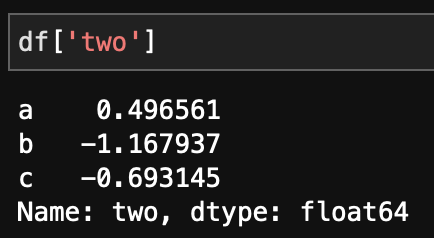 df['two']
a    0.496561
b   -1.167937
c   -0.693145
Name: two, dtype: float64